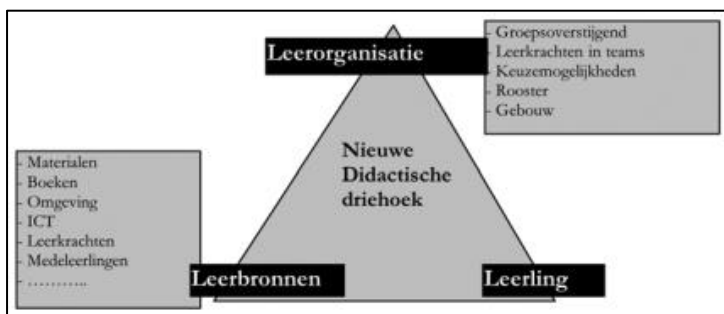 Leerorganisatie
- Groepsoverstijgend
- Leerkrachten in teams
- Keuzemogelijkheden
- Rooster
- Gebouw
Nieuwe
Didactische
driehoek
- Materialen
- Boeken
- Omgeving
- ICT
- Leerkrachten
- Medeleerlingen
- ………..
Leerbronnen
Leerling